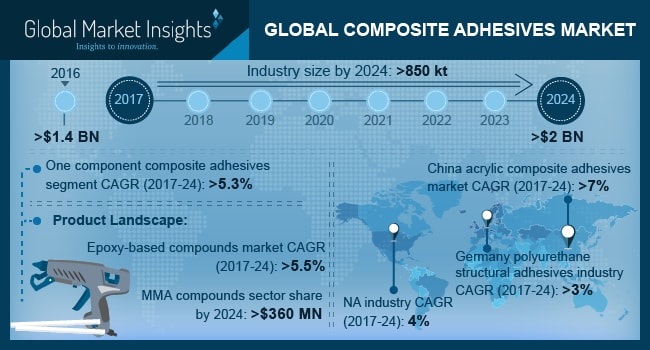 Global Market Insights
Insights to innovation.
GLOBAL COMPOSITE ADHESIVES MARKET
Industry size by 2024: >850 kt
2016
2017
2018
2019
2020
2021
2022
2023
2024
>$1.4 BN
>$2 BN
One component composite adhesives
segment CAGR (2017-24): >5.3%
Product Landscape:
Epoxy-based compounds market CAGR
(2017-24): >5.5%
MMA compounds sector share
by 2024: >$360 MN
China acrylic composite adhesives
market CAGR (2017-24): >7%
Germany polyurethane
structural adhesives industry
CAGR (2017-24): >3%
NA industry CAGR
(2017-24): 4%